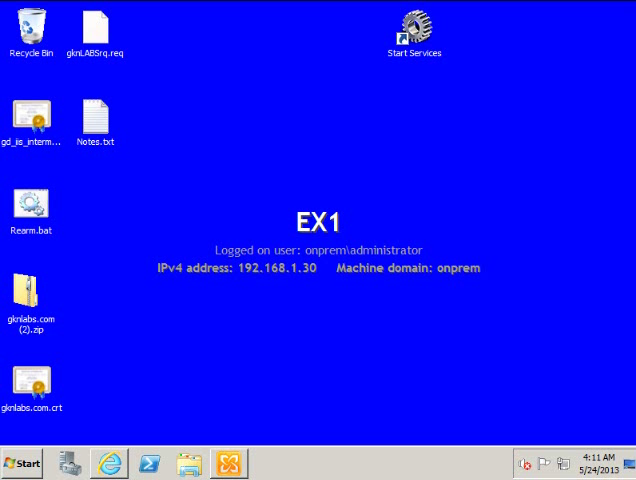 Recycle Bin
gknLABSrq.req
Start Services
gd_iis_interm...
Notes.txt
Rearm.bat
gknlabs.com
(2).zip
gknlabs.com.crt
EX1
Logged on user: onprem\administrator
IPv4 address: 192.168.1.30 Machine domain: onprem
Start
4:11 AM
5/24/2013